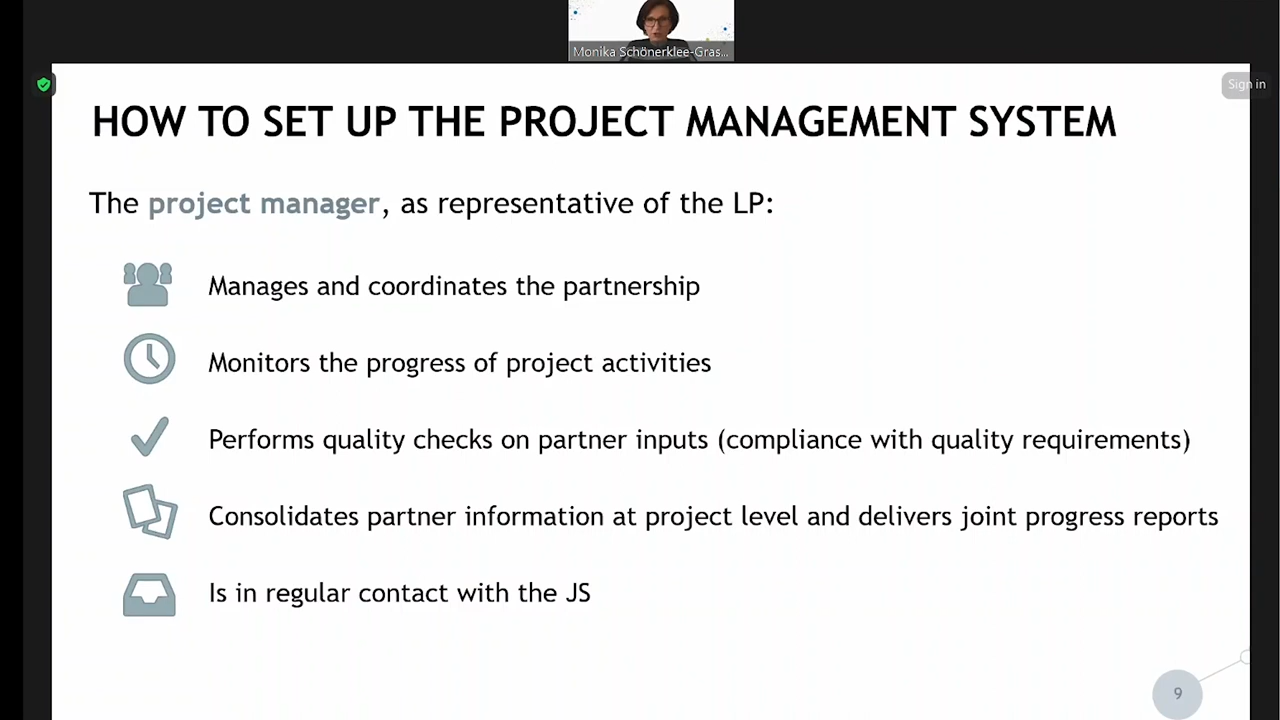 Monika Schönerklee-Gras...
Sign in
HOW TO SET UP THE PROJECT MANAGEMENT SYSTEM
The project manager, as representative of the LP:
Manages and coordinates the partnership
Monitors the progress of project activities
Performs quality checks on partner inputs (compliance with quality requirements)
Consolidates partner information at project level and delivers joint progress reports
Is in regular contact with the JS
9